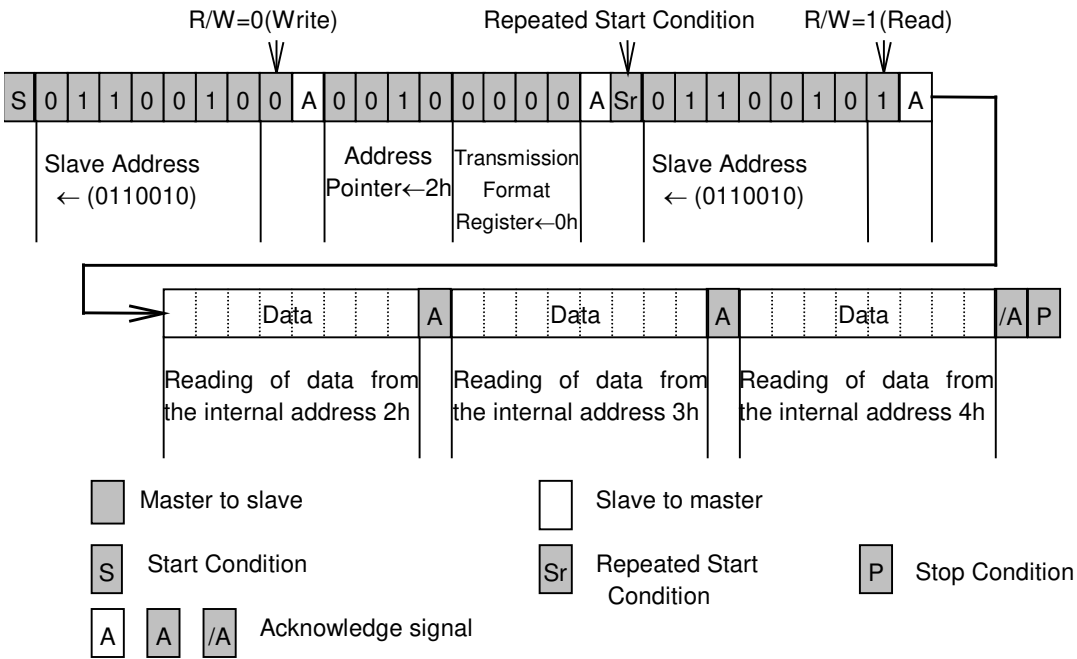 R/W=0(Write) Repeated Start Condition R/W=1(Read)
S 0 1 1 0 0 1 0 0 A 0 0 1 0 0 0 0 0 A Sr 0 1 1 0 0 1 0 1 A
Slave Address Address Transmission Slave Address
← (0110010) Pointer←2h Format ← (0110010)
Register←0h
Data A Data A Data /A P
Reading of data from Reading of data from Reading of data from
the internal address 2h the internal address 3h the internal address 4h
Master to slave Slave to master
S Start Condition Sr Repeated Start P Stop Condition
Condition
A A /A Acknowledge signal